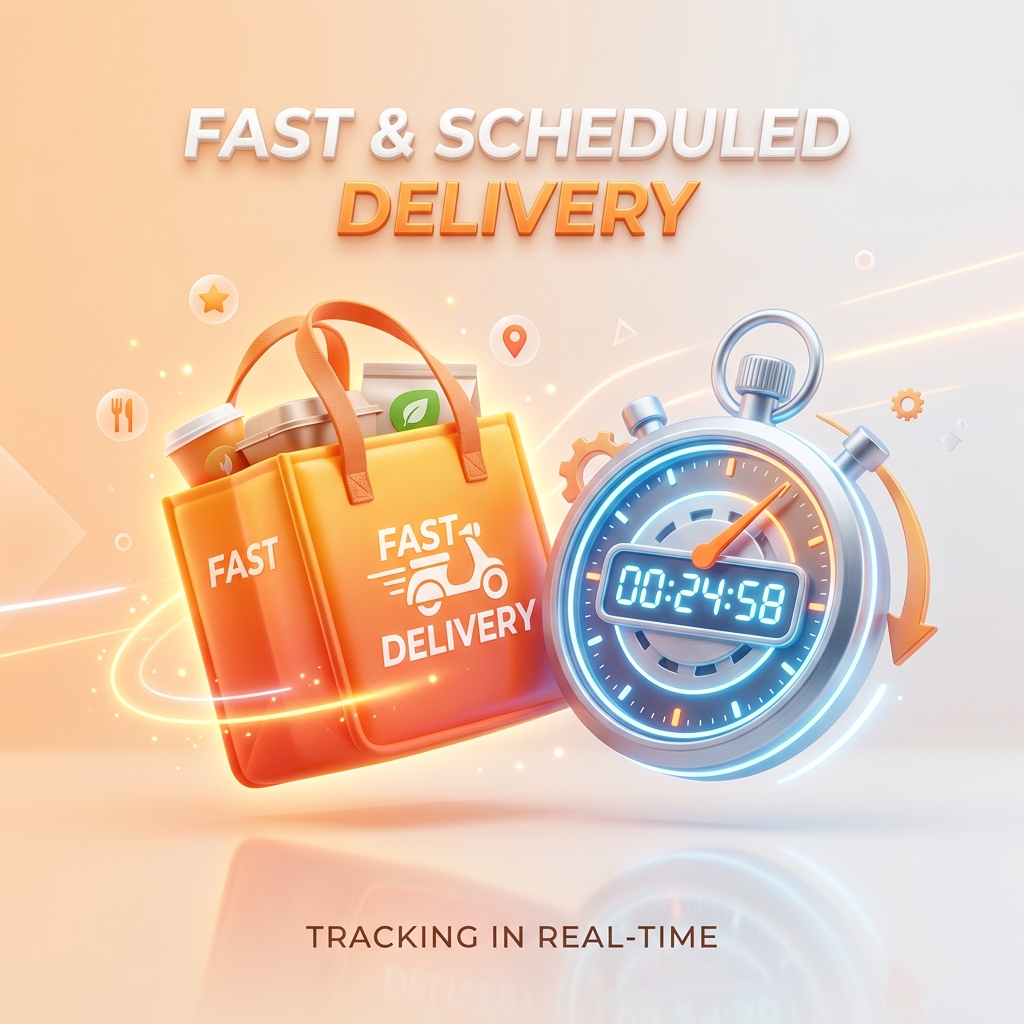 FAST & SCHEDULED
DELIVERY
FAST
FAST
DELIVERY
00:24:58
TRACKING IN REAL-TIME